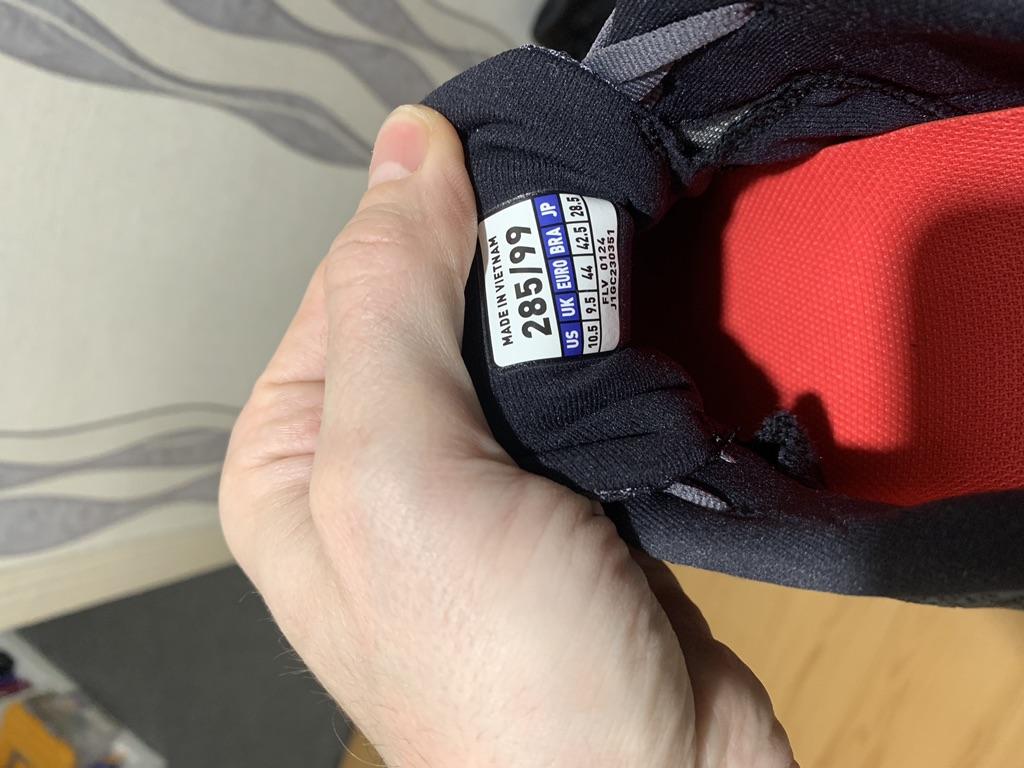 MADE IN VIETNAM
285/99
US UK EURO BRA JP
10.5 9.5 44 42.5 28.5
FLV 0124
J1GC230351